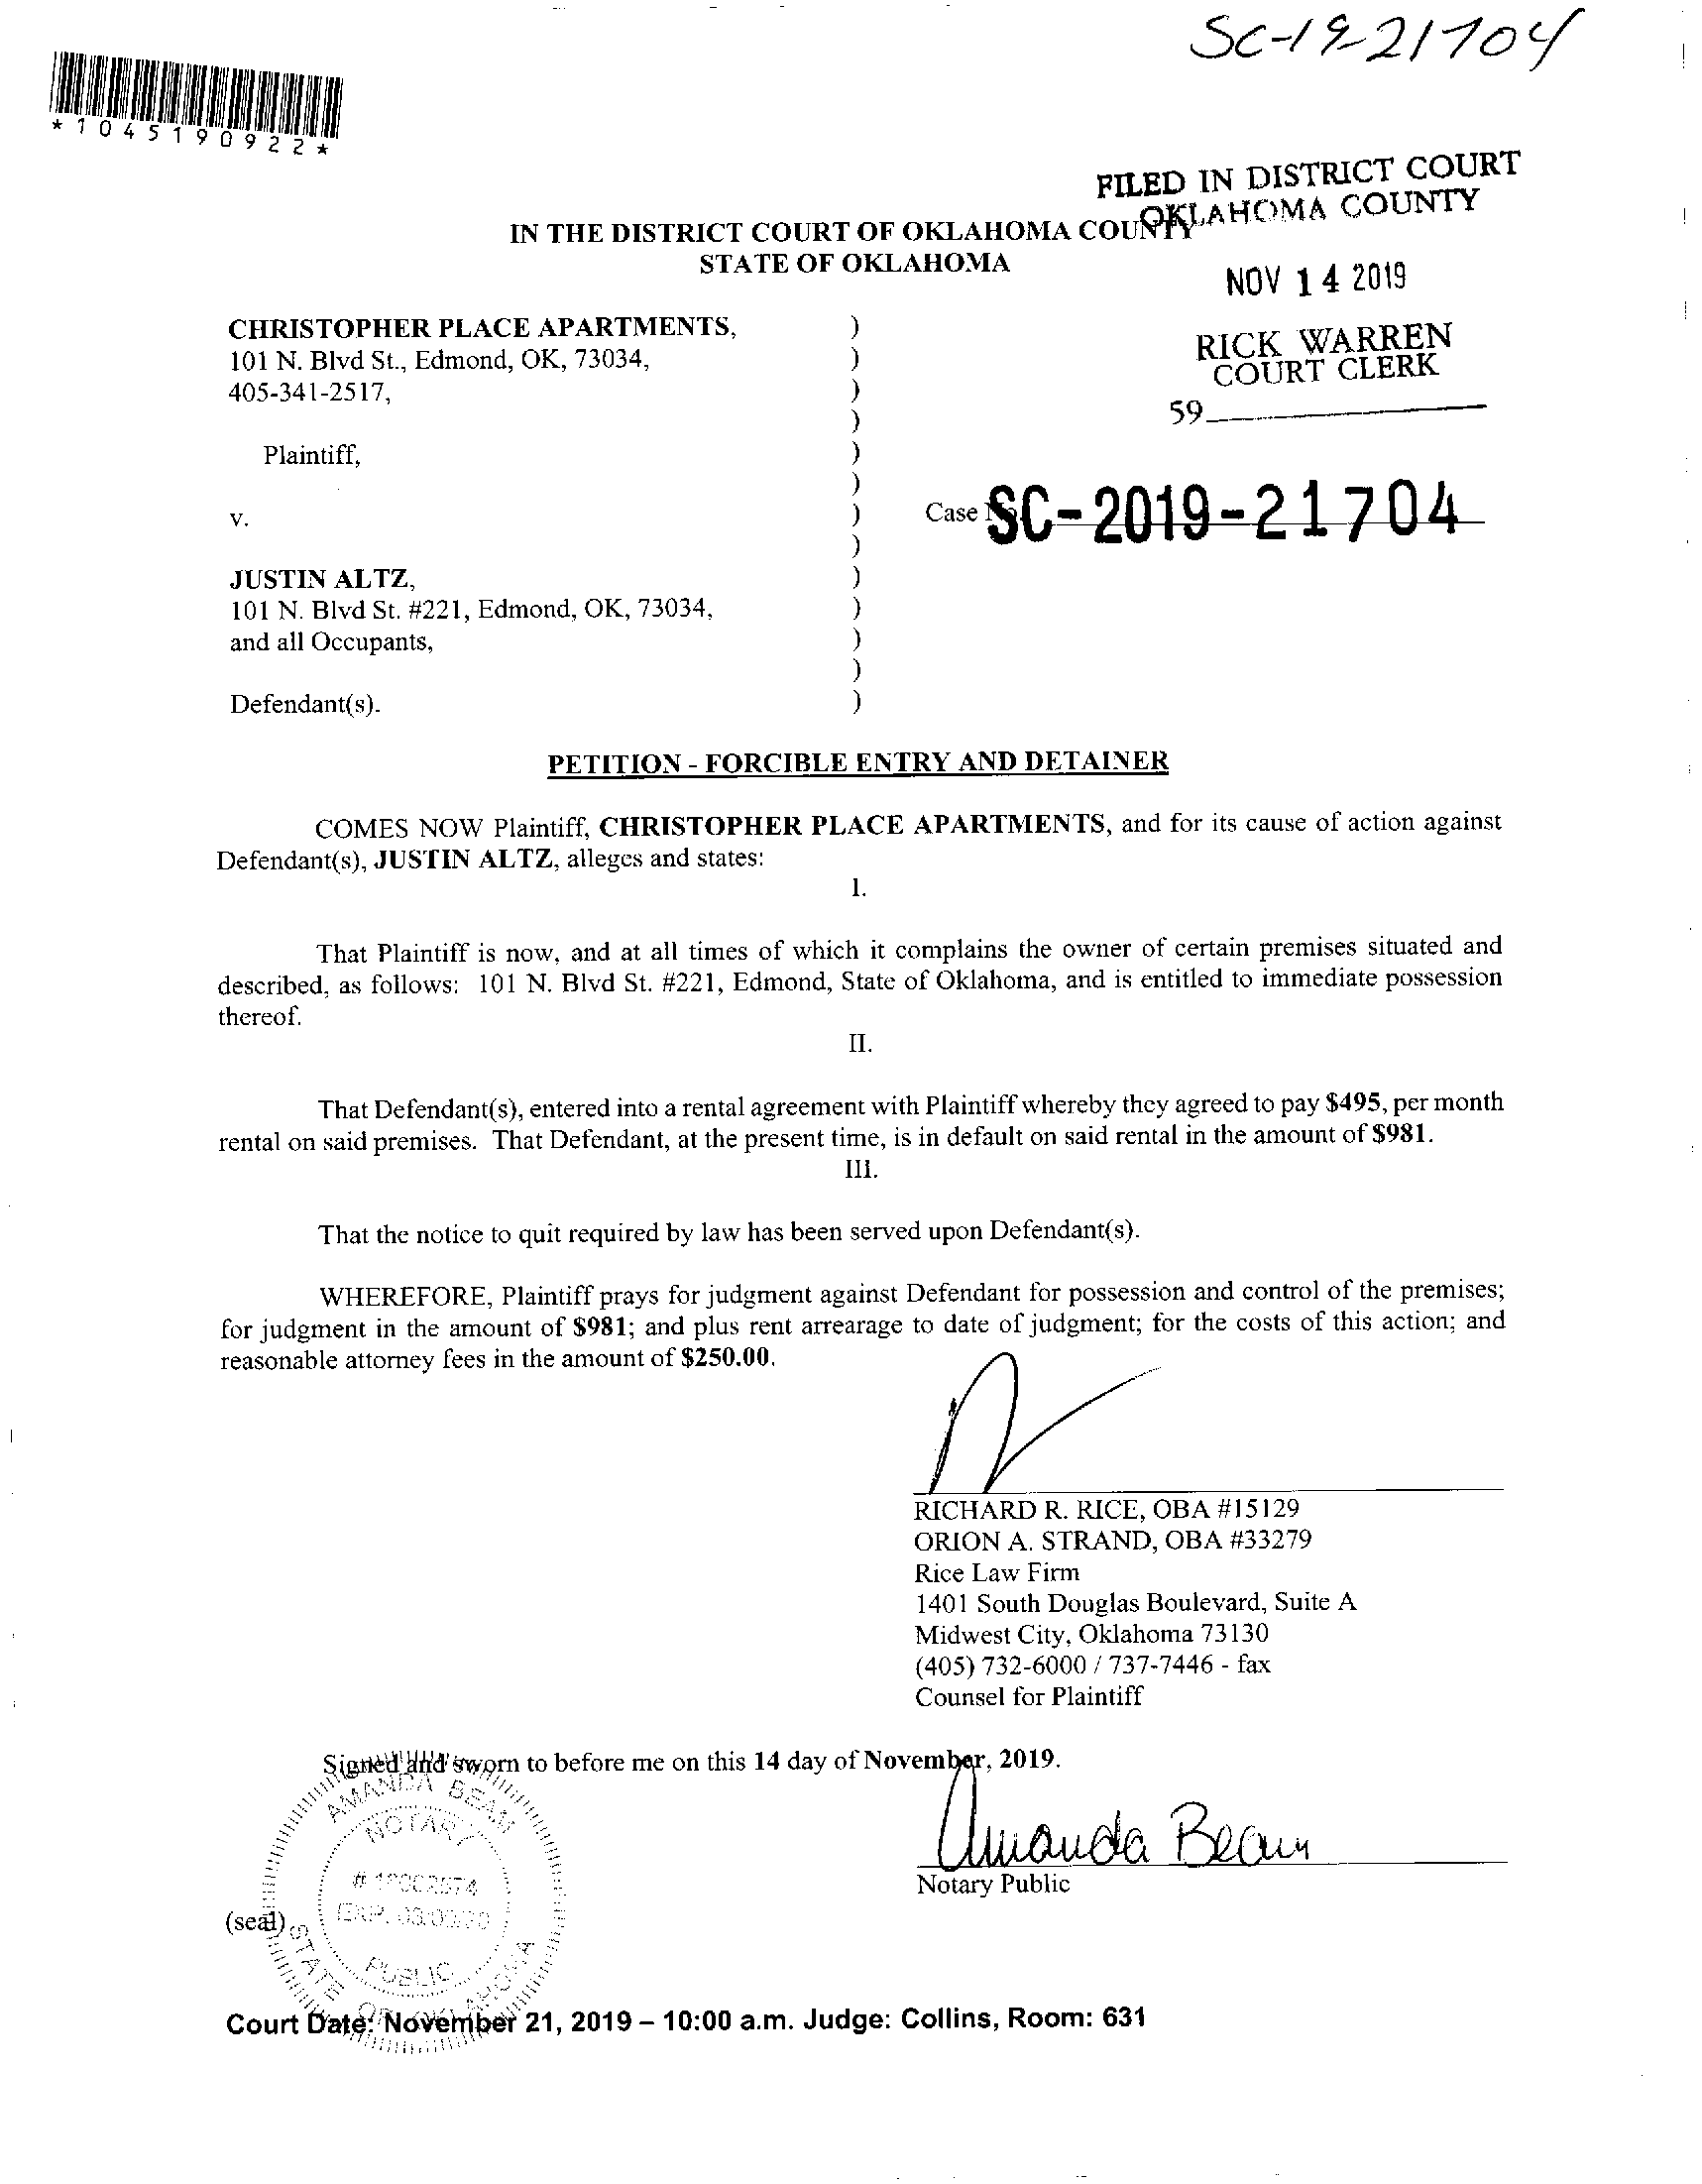 SC-19-21704
*1045190922*
FILED IN DISTRICT COURT
OKLAHOMA COUNTY
IN THE DISTRICT COURT OF OKLAHOMA COUNTY
STATE OF OKLAHOMA
NOV 14 2019
RICK WARREN
COURT CLERK
59
CHRISTOPHER PLACE APARTMENTS, )
101 N. Blvd St., Edmond, OK, 73034, )
405-341-2517, )
)
Plaintiff, )
)
v. ) Case SC-2019-21704
)
JUSTIN ALTZ, )
101 N. Blvd St. #221, Edmond, OK, 73034, )
and all Occupants, )
)
Defendant(s). )
PETITION - FORCIBLE ENTRY AND DETAINER
COMES NOW Plaintiff, CHRISTOPHER PLACE APARTMENTS, and for its cause of action against
Defendant(s), JUSTIN ALTZ, alleges and states:
I.
That Plaintiff is now, and at all times of which it complains the owner of certain premises situated and
described, as follows: 101 N. Blvd St. #221, Edmond, State of Oklahoma, and is entitled to immediate possession
thereof.
II.
That Defendant(s), entered into a rental agreement with Plaintiff whereby they agreed to pay $495, per month
rental on said premises. That Defendant, at the present time, is in default on said rental in the amount of $981.
III.
That the notice to quit required by law has been served upon Defendant(s).
WHEREFORE, Plaintiff prays for judgment against Defendant for possession and control of the premises;
for judgment in the amount of $981; and plus rent arrearage to date of judgment; for the costs of this action; and
reasonable attorney fees in the amount of $250.00.
RICHARD R. RICE, OBA #15129
ORION A. STRAND, OBA #33279
Rice Law Firm
1401 South Douglas Boulevard, Suite A
Midwest City, Oklahoma 73130
(405) 732-6000 / 737-7446 - fax
Counsel for Plaintiff
Signed and sworn to before me on this 14 day of November, 2019.
AMANDA BEAM
NOTARY
EXP.
PUBLIC
STATE OF OKLAHOMA
Amanda Beam
Notary Public
(seal)
Court Date: November 21, 2019 – 10:00 a.m. Judge: Collins, Room: 631